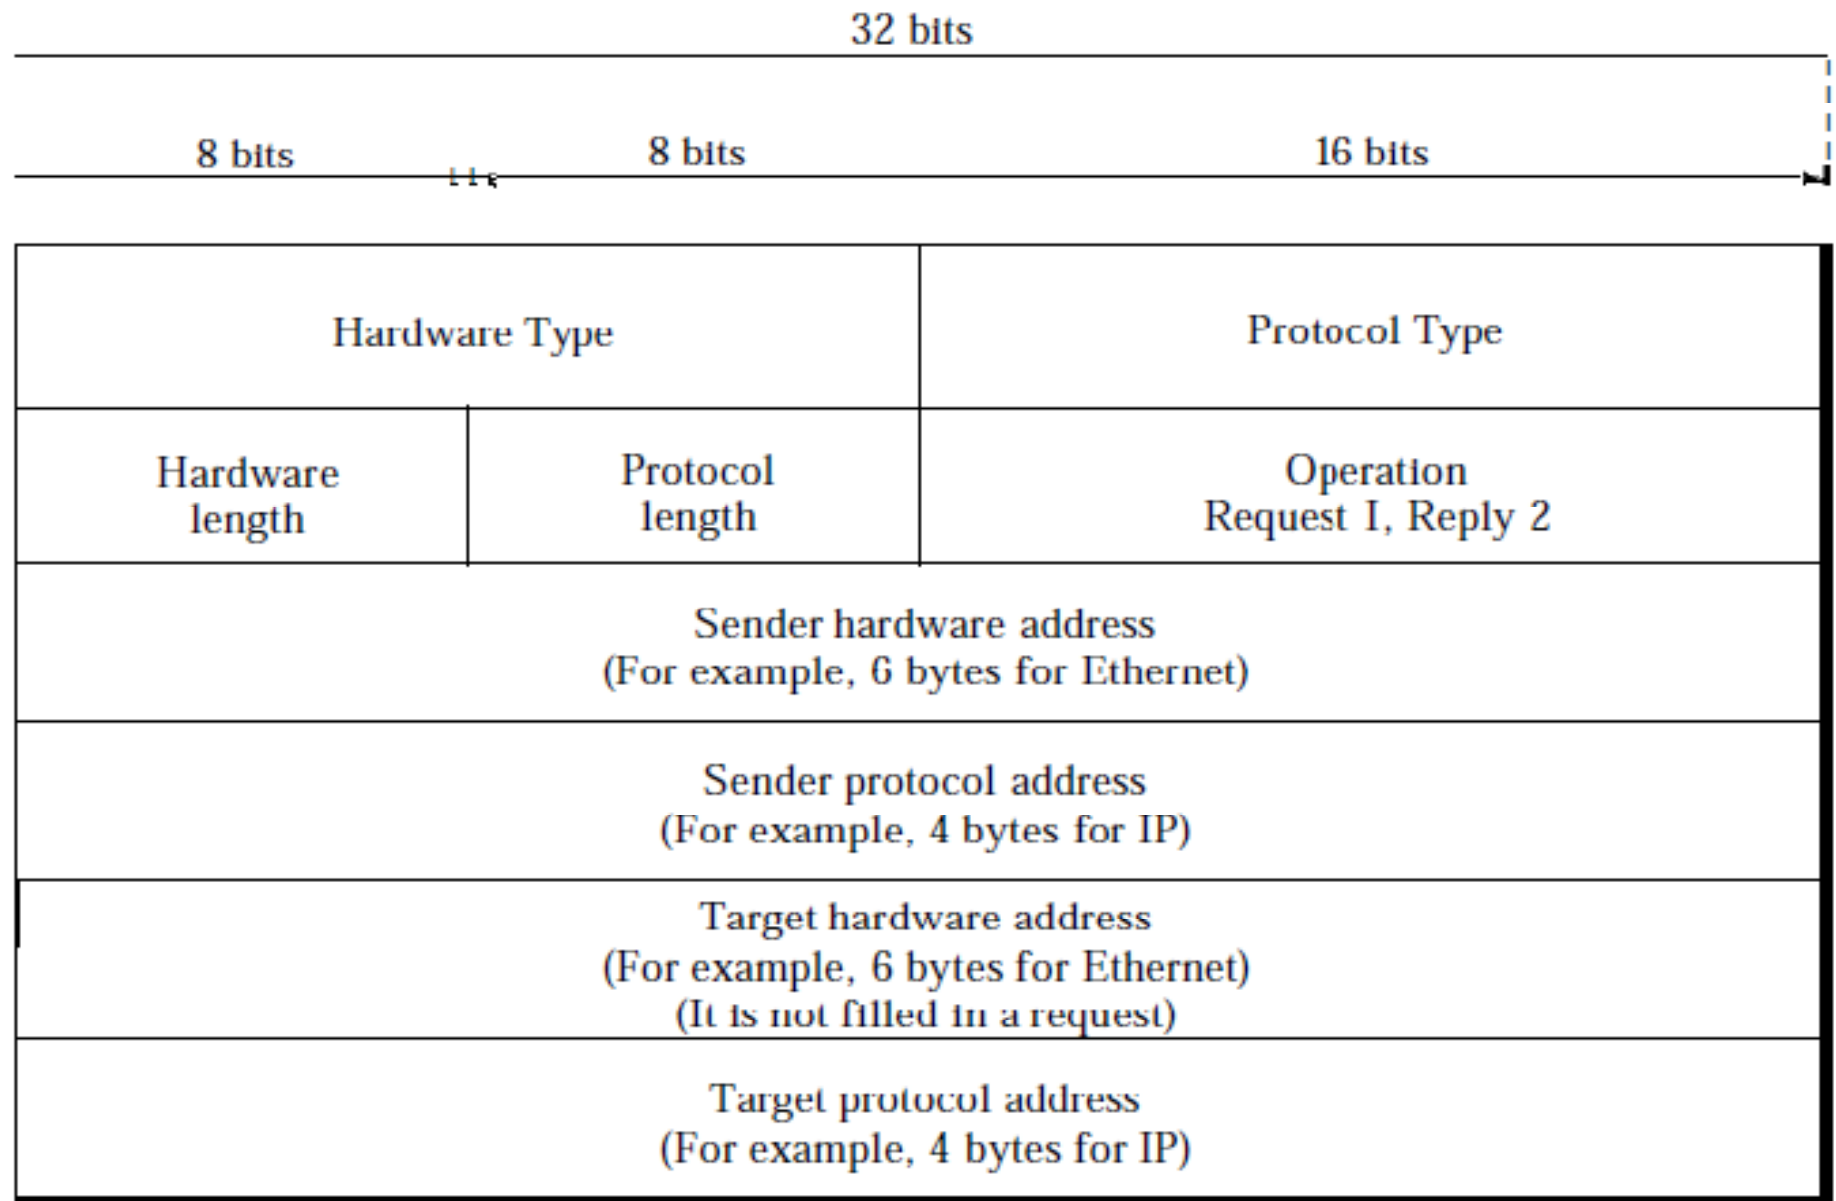 32 bits
8 bits 8 bits 16 bits
Hardware Type Protocol Type
Hardware length
Protocol length
Operation
Request I, Reply 2
Sender hardware address
(For example, 6 bytes for Ethernet)
Sender protocol address
(For example, 4 bytes for IP)
Target hardware address
(For example, 6 bytes for Ethernet)
(It is not filled in a request)
Target protocol address
(For example, 4 bytes for IP)